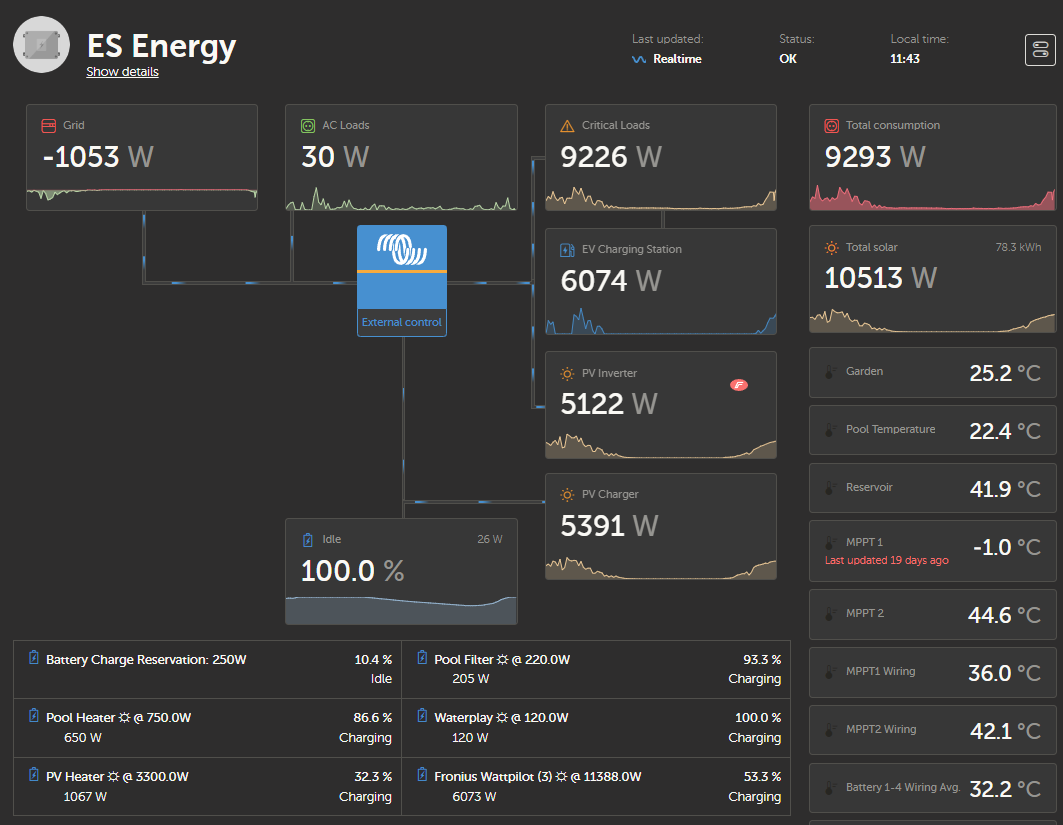 ES Energy
Show details
Last updated:
Realtime
Status:
OK
Local time:
11:43
Grid
-1053 W
AC Loads
30 W
Critical Loads
9226 W
Total consumption
9293 W
External control
EV Charging Station
6074 W
Total solar
78.3 kWh
10513 W
PV Inverter
5122 W
PV Charger
5391 W
Idle
26 W
100.0 %
Garden
25.2 °C
Pool Temperature
22.4 °C
Reservoir
41.9 °C
MPPT 1
Last updated 19 days ago
-1.0 °C
MPPT 2
44.6 °C
MPPT1 Wiring
36.0 °C
MPPT2 Wiring
42.1 °C
Battery 1-4 Wiring Avg.
32.2 °C
Battery Charge Reservation: 250W
10.4 %
Idle
Pool Filter ☼ @ 220.0W
93.3 %
205 W
Charging
Pool Heater ☼ @ 750.0W
86.6 %
650 W
Charging
Waterplay ☼ @ 120.0W
100.0 %
120 W
Charging
PV Heater ☼ @ 3300.0W
32.3 %
1067 W
Charging
Fronius Wattpilot (3) ☼ @ 11388.0W
53.3 %
6073 W
Charging